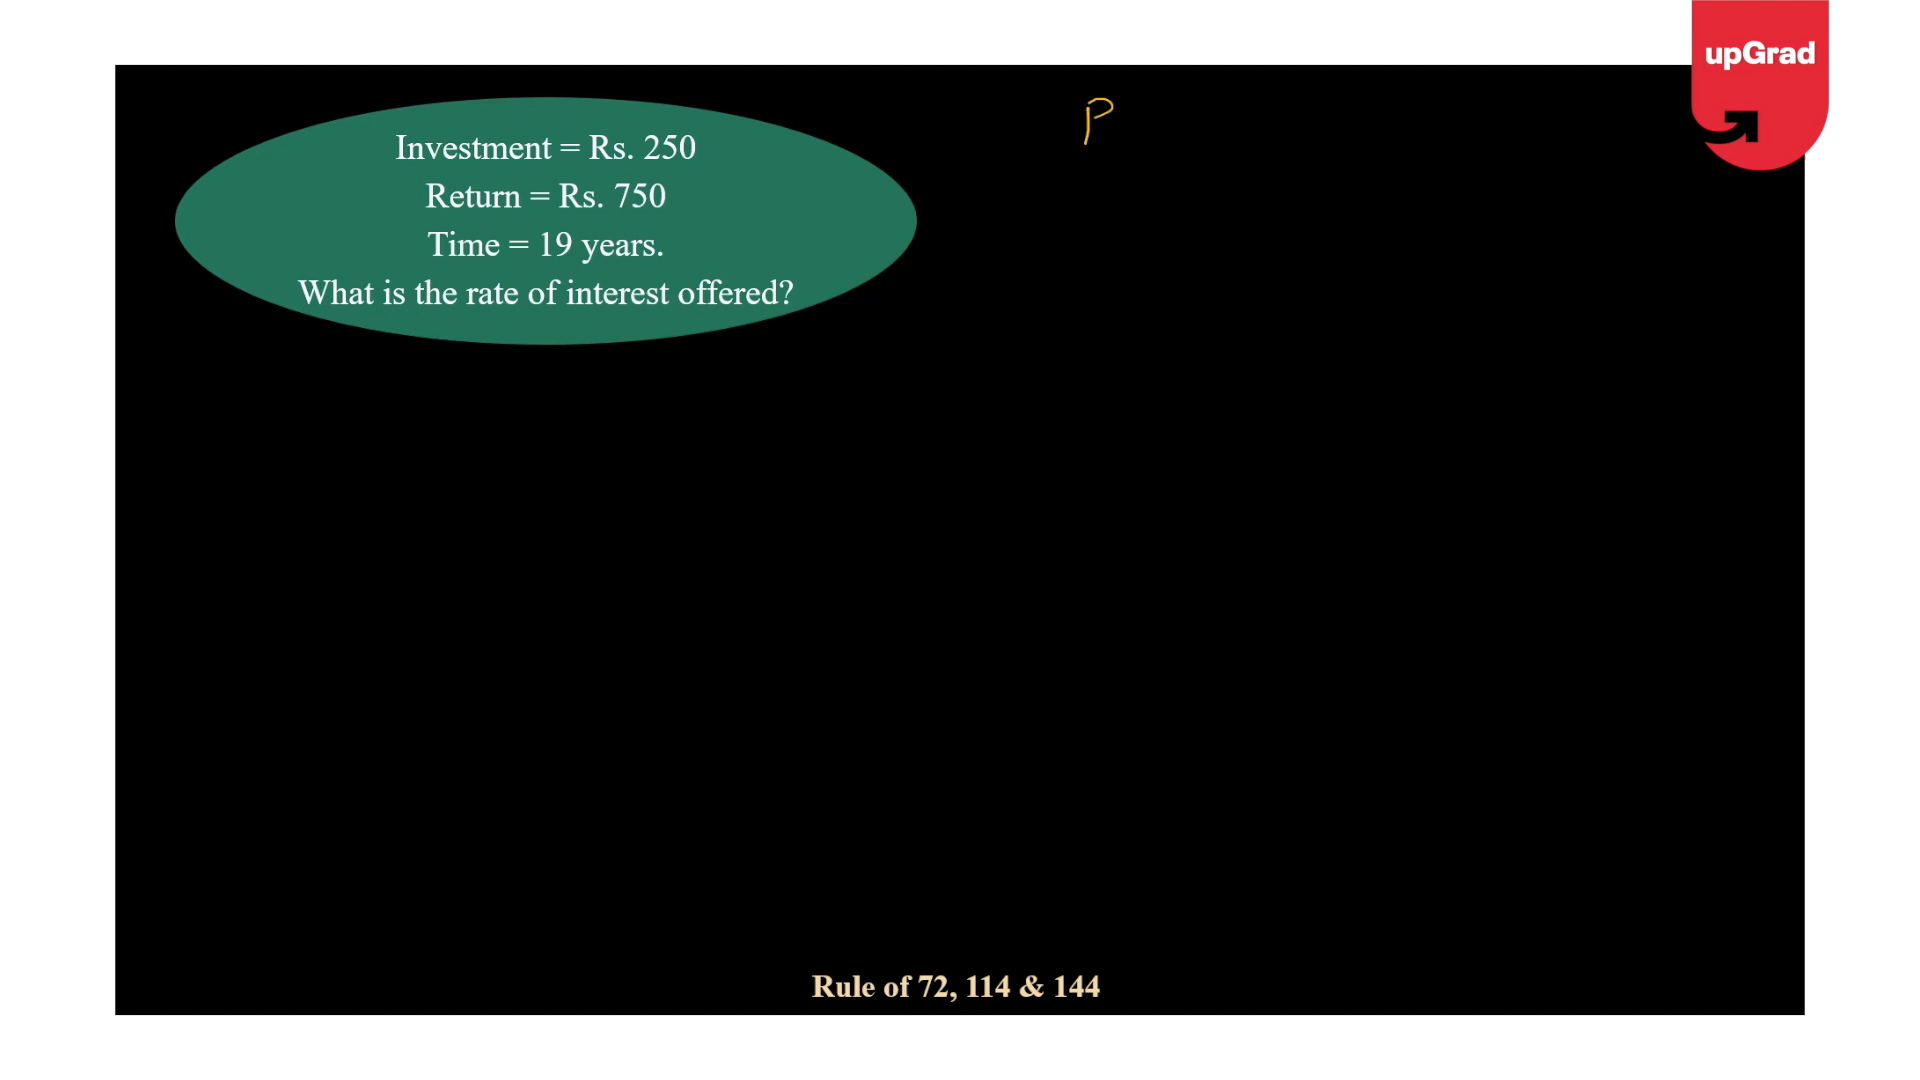 upGrad
Investment = Rs. 250
P
Return = Rs. 750
Time = 19 years.
What is the rate of interest offered?
Rule of 72, 114 & 144